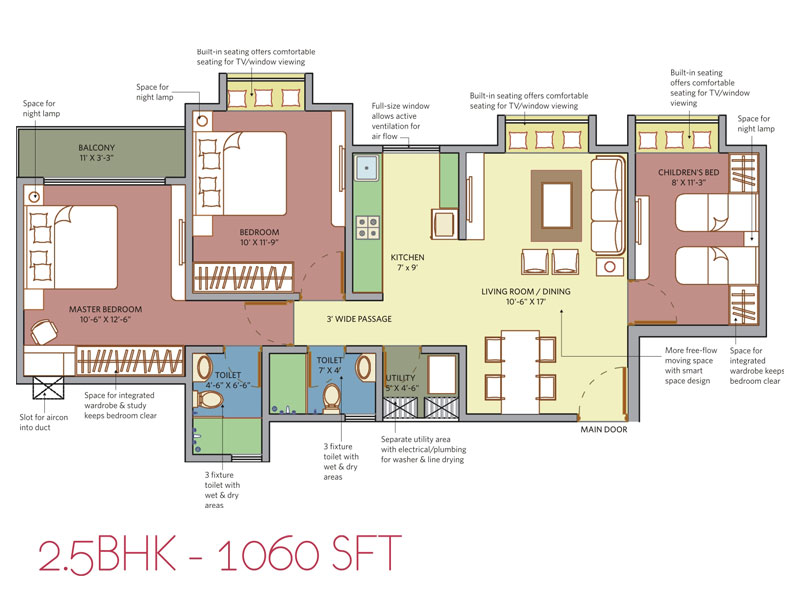 Built-in seating offers comfortable
seating for TV/window viewing
Space for
night lamp
Space for
night lamp
Full-size window
allows active
ventilation for
air flow
Built-in seating offers comfortable
seating for TV/window viewing
Built-in seating
offers comfortable
seating for TV/window
viewing
Space for
night lamp
BALCONY
11' X 3'-3"
CHILDREN'S BED
8' X 11'-3"
BEDROOM
10' X 11'-9"
KITCHEN
7' x 9'
LIVING ROOM / DINING
10'-6" X 17'
MASTER BEDROOM
10'-6" X 12'-6"
3' WIDE PASSAGE
TOILET
4'-6" X 6'-6"
TOILET
7' X 4'
UTILITY
5' X 4'-6"
More free-flow
moving space
with smart
space design
Space for
integrated
wardrobe keeps
bedroom clear
Slot for aircon
into duct
Space for integrated
wardrobe & study
keeps bedroom clear
MAIN DOOR
3 fixture
toilet with
wet & dry
areas
3 fixture
toilet with
wet & dry
areas
Separate utility area
with electrical/plumbing
for washer & line drying
2.5BHK - 1060 SFT